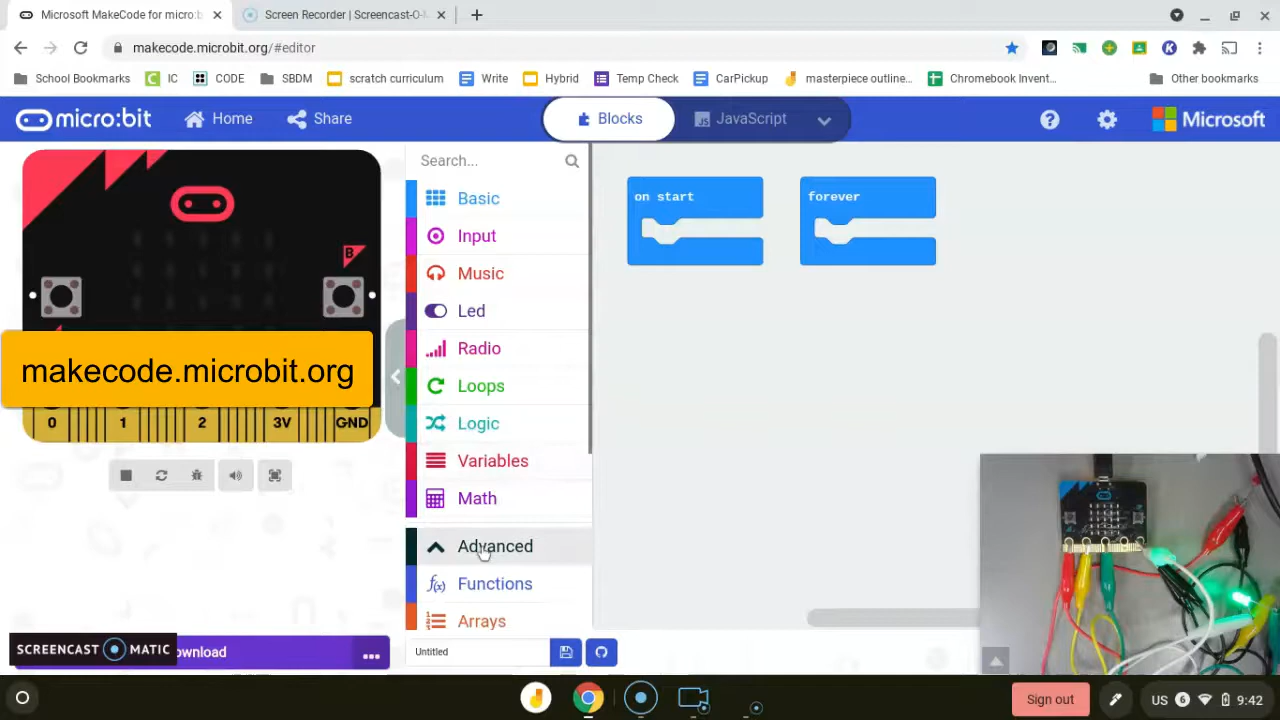 Microsoft MakeCode for micro:b
Screen Recorder | Screencast-O-M
makecode.microbit.org/#editor
School Bookmarks
IC
CODE
SBDM
scratch curriculum
Write
Hybrid
Temp Check
CarPickup
masterpiece outline...
Chromebook Invent...
Other bookmarks
micro:bit
Home
Share
Blocks
JavaScript
Microsoft
Search...
Basic
Input
Music
Led
Radio
Loops
Logic
Variables
Math
Advanced
Functions
Arrays
on start
forever
B
makecode.microbit.org
0 1 2 3V GND
SCREENCAST MATIC
ownload
Untitled
Sign out
US 6 9:42